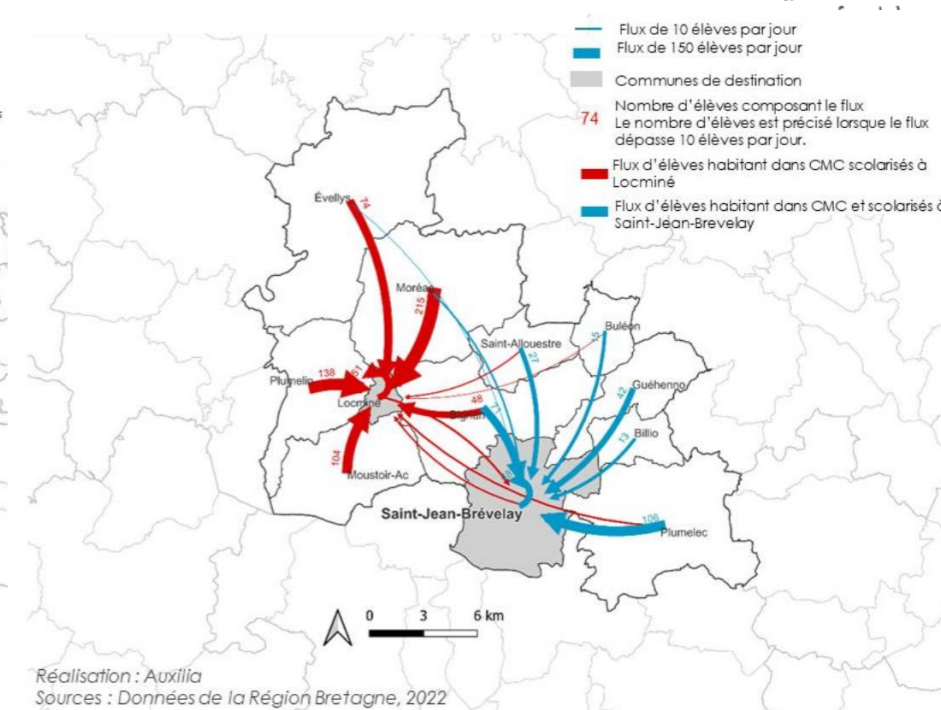 Flux de 10 élèves par jour
Flux de 150 élèves par jour
Communes de destination
74
Nombre d'élèves composant le flux
Le nombre d'élèves est précisé lorsque le flux
dépasse 10 élèves par jour.
Flux d'élèves habitant dans CMC scolarisés à
Locminé
Flux d'élèves habitant dans CMC et scolarisés à
Saint-Jean-Brevelay
Évellys
74
Moréac
215
Buléon
15
Saint-Allouestre
27
Plumelin
138
51
Guéhenno
42
Locminé
48
Bignan
71
Billio
13
104
Moustoir-Ac
Saint-Jean-Brévelay
106
Plumelec
0 3 6 km
Réalisation : Auxilia
Sources : Données de la Région Bretagne, 2022